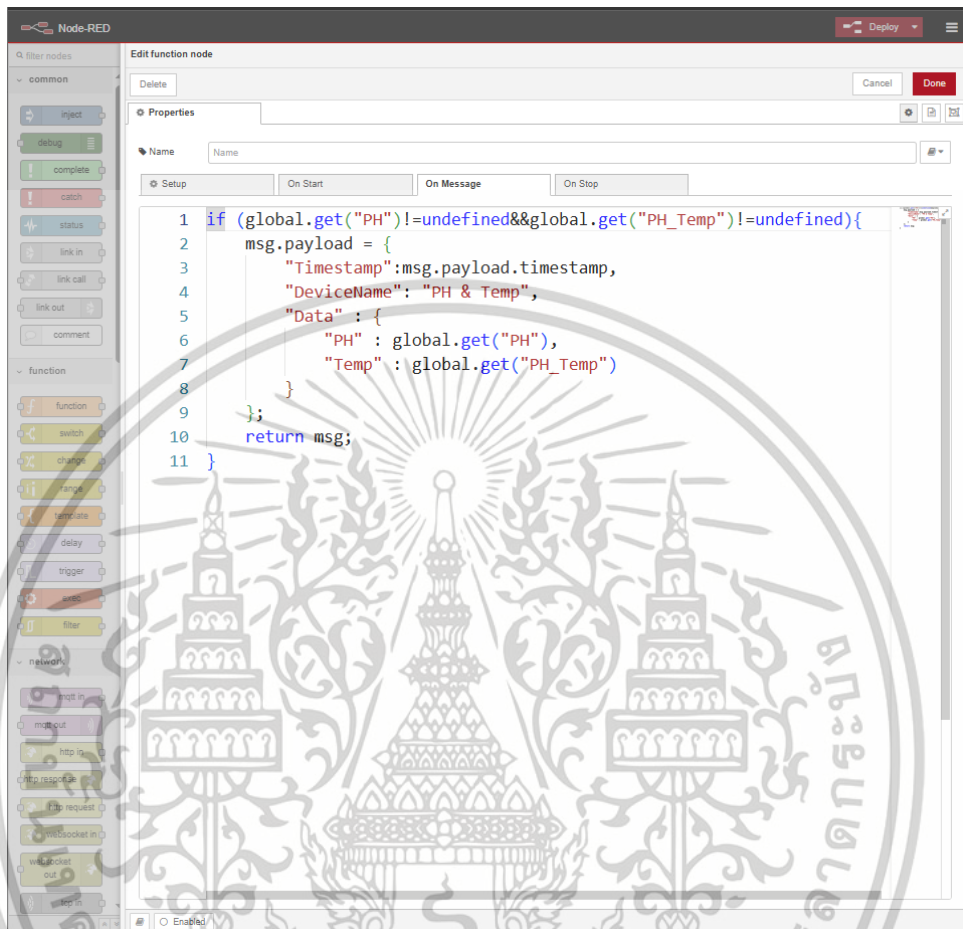 Node-RED
Deploy
filter nodes
Edit function node
common
Delete
Cancel
Done
inject
Properties
debug
Name
Name
complete
Setup
On Start
On Message
On Stop
catch
status
link in
link call
link out
comment
1 if (global.get("PH")!=undefined&&global.get("PH_Temp")!=undefined){
2 msg.payload = {
3 "Timestamp":msg.payload.timestamp,
4 "DeviceName": "PH & Temp",
5 "Data" : {
6 "PH" : global.get("PH"),
7 "Temp" : global.get("PH_Temp")
8 }
9 };
10 return msg;
11 }
function
function
switch
change
range
template
delay
trigger
exec
filter
network
mqtt in
mqtt out
http in
http response
http request
websocket in
websocket out
tcp in
Enabled